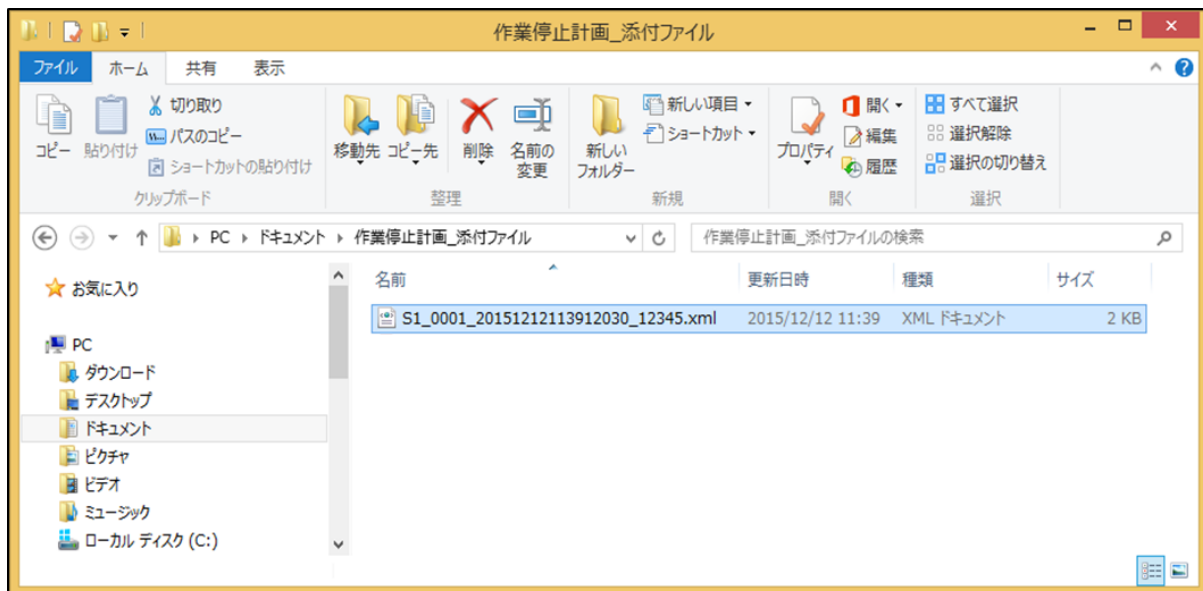 作業停止計画_添付ファイル
ファイル ホーム 共有 表示
コピー
貼り付け
切り取り
パスのコピー
ショートカットの貼り付け
クリップボード
移動先
コピー先
削除
名前の
変更
整理
新しい
フォルダー
新しい項目
ショートカット
新規
プロパティ
開く
編集
履歴
開く
すべて選択
選択解除
選択の切り替え
選択
PC ドキュメント 作業停止計画_添付ファイル
作業停止計画_添付ファイルの検索
お気に入り
PC
ダウンロード
デスクトップ
ドキュメント
ピクチャ
ビデオ
ミュージック
ローカル ディスク (C:)
名前 更新日時 種類 サイズ
S1_0001_20151212113912030_12345.xml 2015/12/12 11:39 XML ドキュメント 2 KB